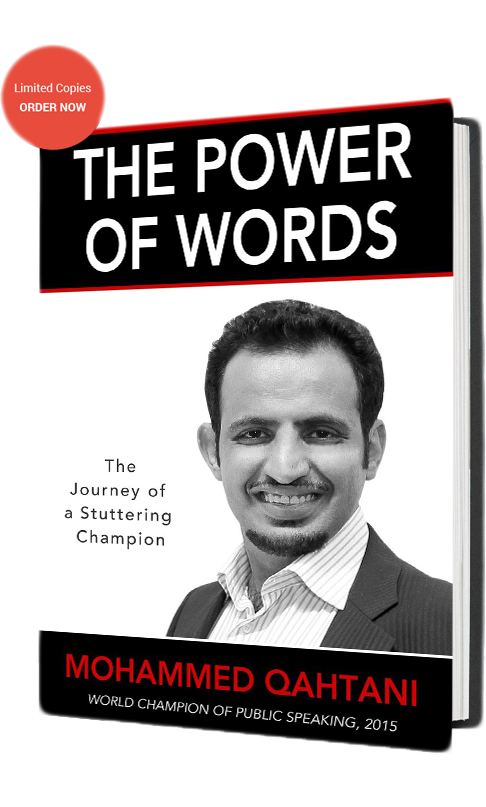 Limited Copies
ORDER NOW
THE POWER
OF WORDS
The
Journey of
a Stuttering
Champion
MOHAMMED QAHTANI
WORLD CHAMPION OF PUBLIC SPEAKING, 2015